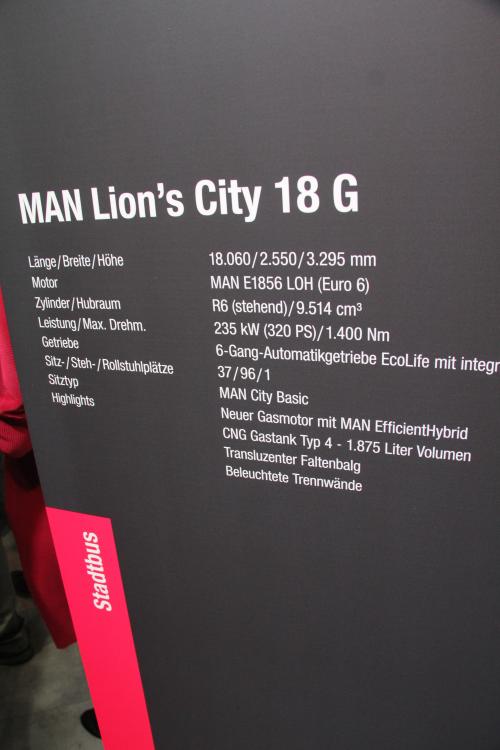 MAN Lion's City 18 G
Länge/Breite/Höhe 18.060/2.550/3.295 mm
Motor MAN E1856 LOH (Euro 6)
Zylinder/Hubraum R6 (stehend)/9.514 cm³
Leistung/Max. Drehm. 235 kW (320 PS)/1.400 Nm
Getriebe 6-Gang-Automatikgetriebe EcoLife mit integr
Sitz-/Steh-/Rollstuhlplätze 37/96/1
Sitztyp MAN City Basic
Highlights Neuer Gasmotor mit MAN EfficientHybrid
CNG Gastank Typ 4 - 1.875 Liter Volumen
Transluzenter Faltenbalg
Beleuchtete Trennwände
Stadtbus